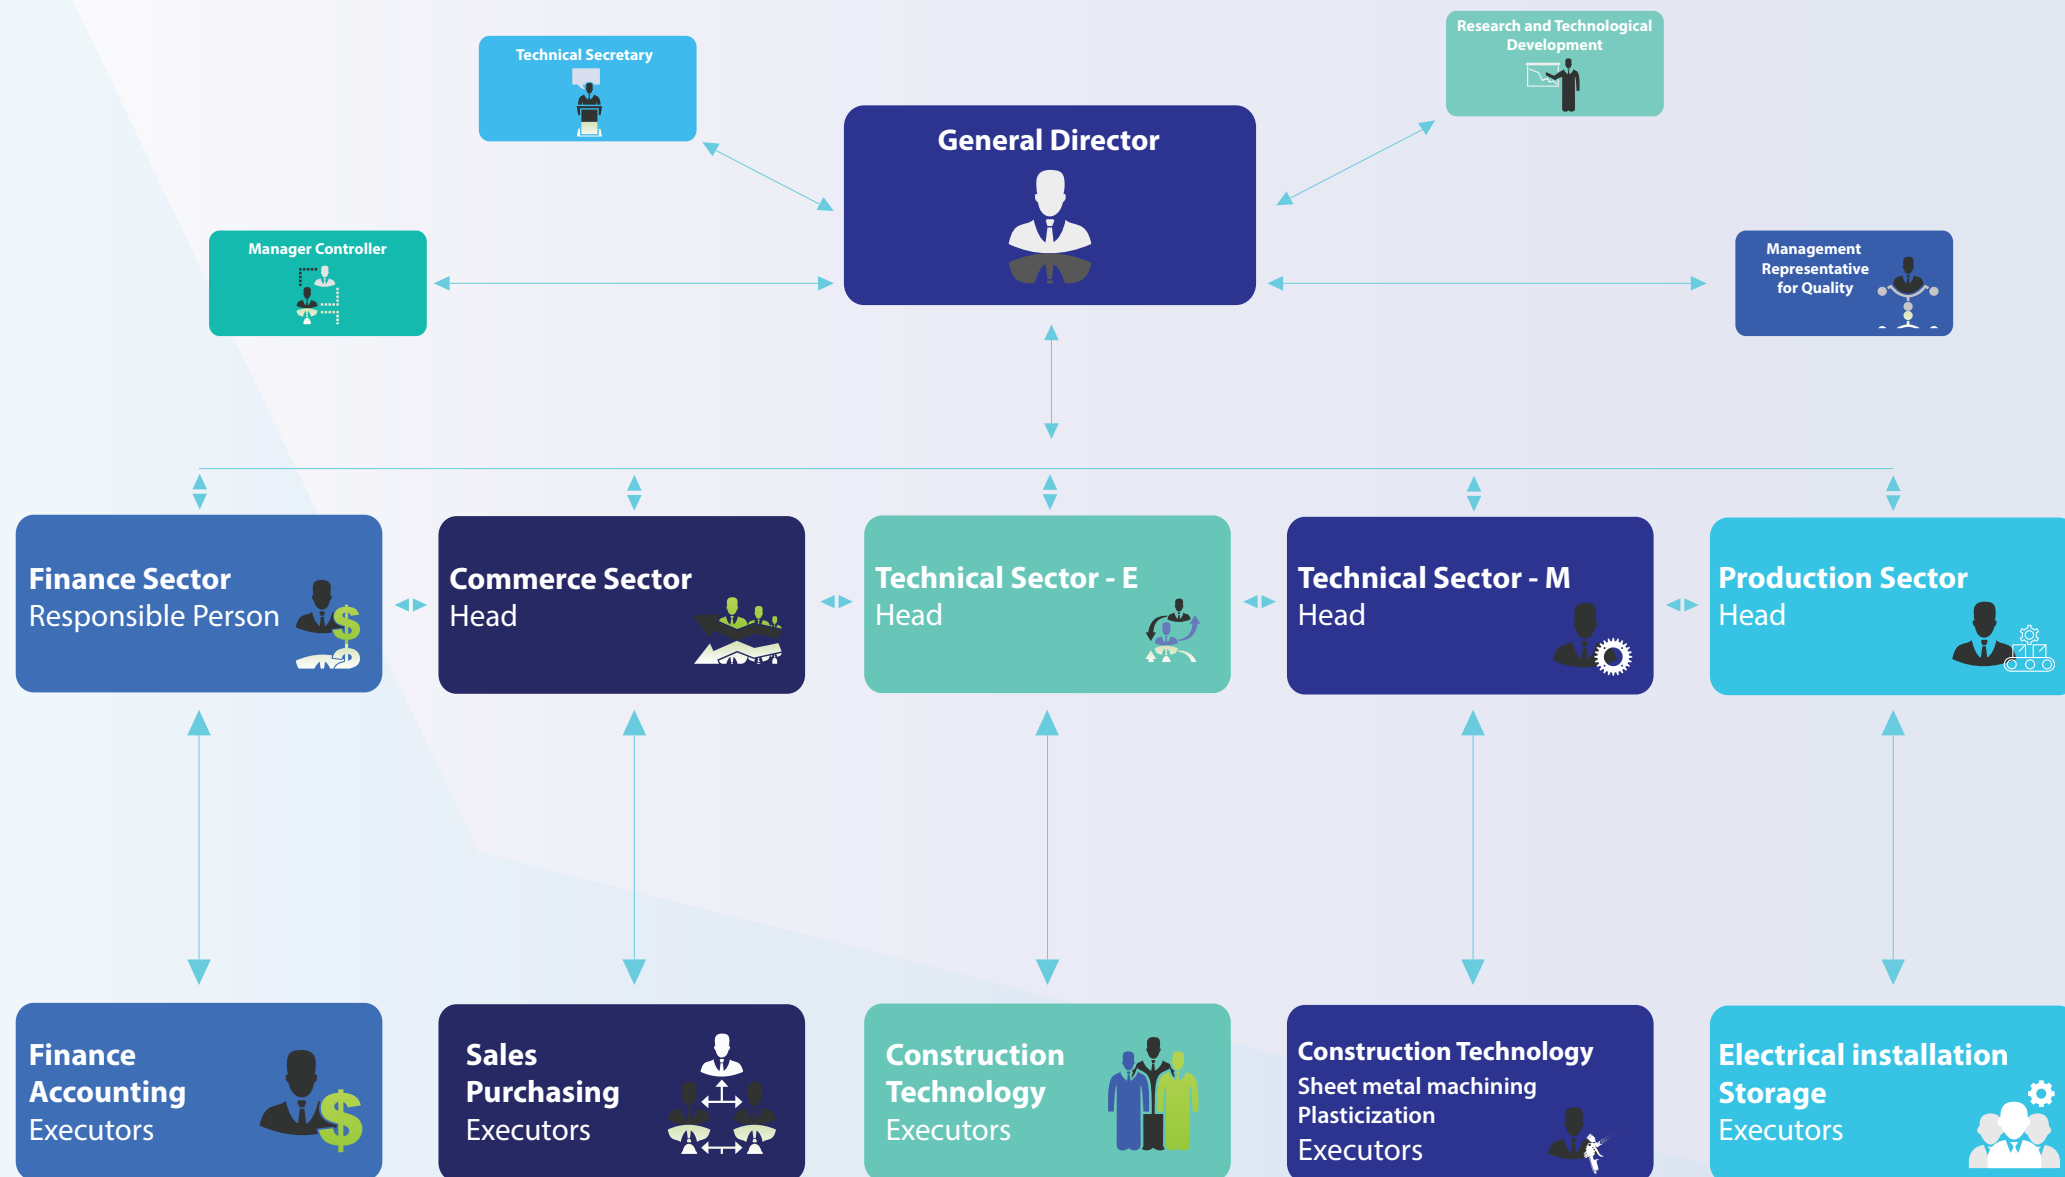 Technical Secretary
Research and Technological
Development
General Director
Manager Controller
Management
Representative
for Quality
Finance Sector
Responsible Person
Commerce Sector
Head
Technical Sector - E
Head
Technical Sector - M
Head
Production Sector
Head
Finance
Accounting
Executors
Sales
Purchasing
Executors
Construction
Technology
Executors
Construction Technology
Sheet metal machining
Plasticization
Executors
Electrical installation
Storage
Executors